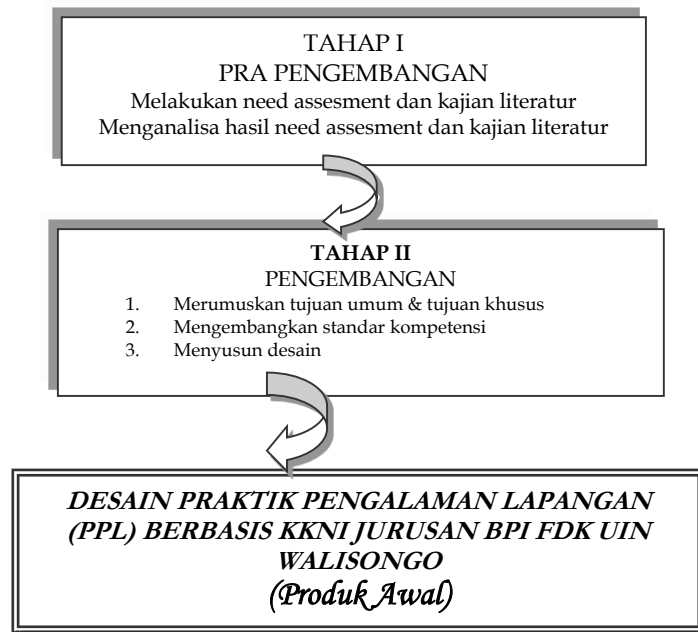 TAHAP I
PRA PENGEMBANGAN
Melakukan need assesment dan kajian literatur
Menganalisa hasil need assesment dan kajian literatur
TAHAP II
PENGEMBANGAN
1. Merumuskan tujuan umum & tujuan khusus
2. Mengembangkan standar kompetensi
3. Menyusun desain
DESAIN PRAKTIK PENGALAMAN LAPANGAN
(PPL) BERBASIS KKNI JURUSAN BPI FDK UIN
WALISONGO
(Produk Awal)